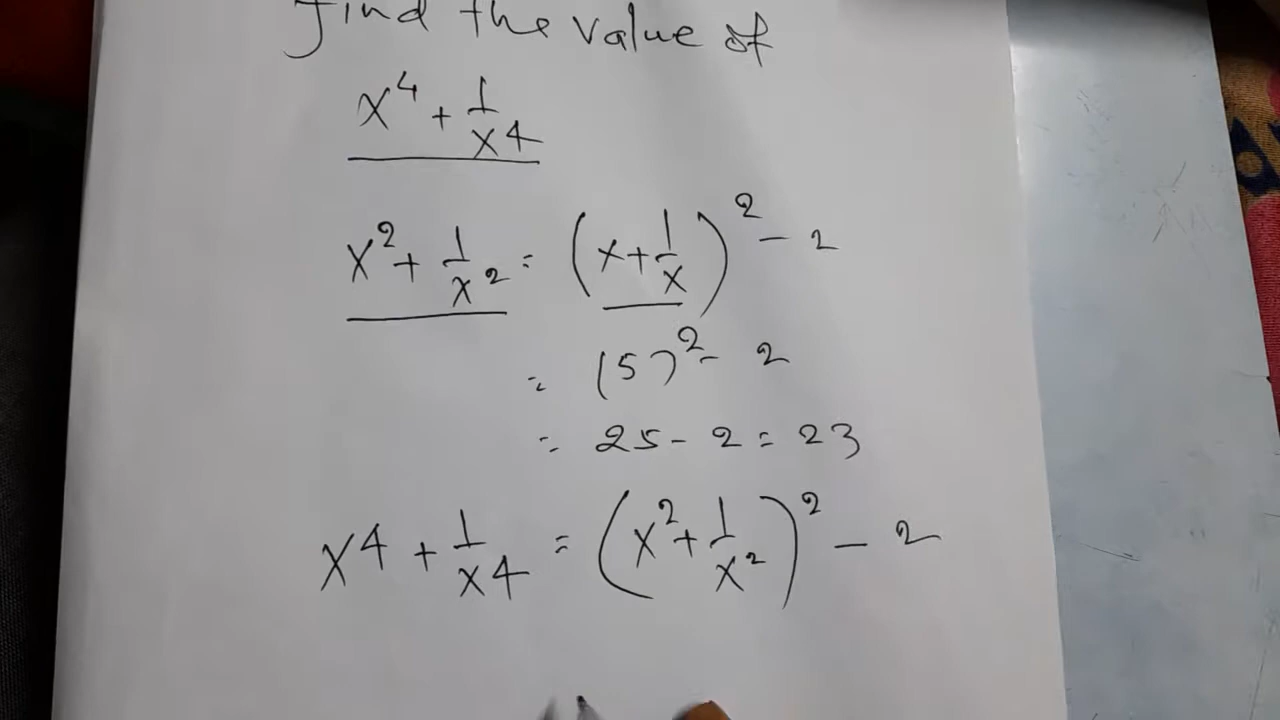 find the value of
x⁴ + 1/x⁴
x² + 1/x² = (x + 1/x)² - 2
= (5)² - 2
= 25 - 2 = 23
x⁴ + 1/x⁴ = (x² + 1/x²)² - 2